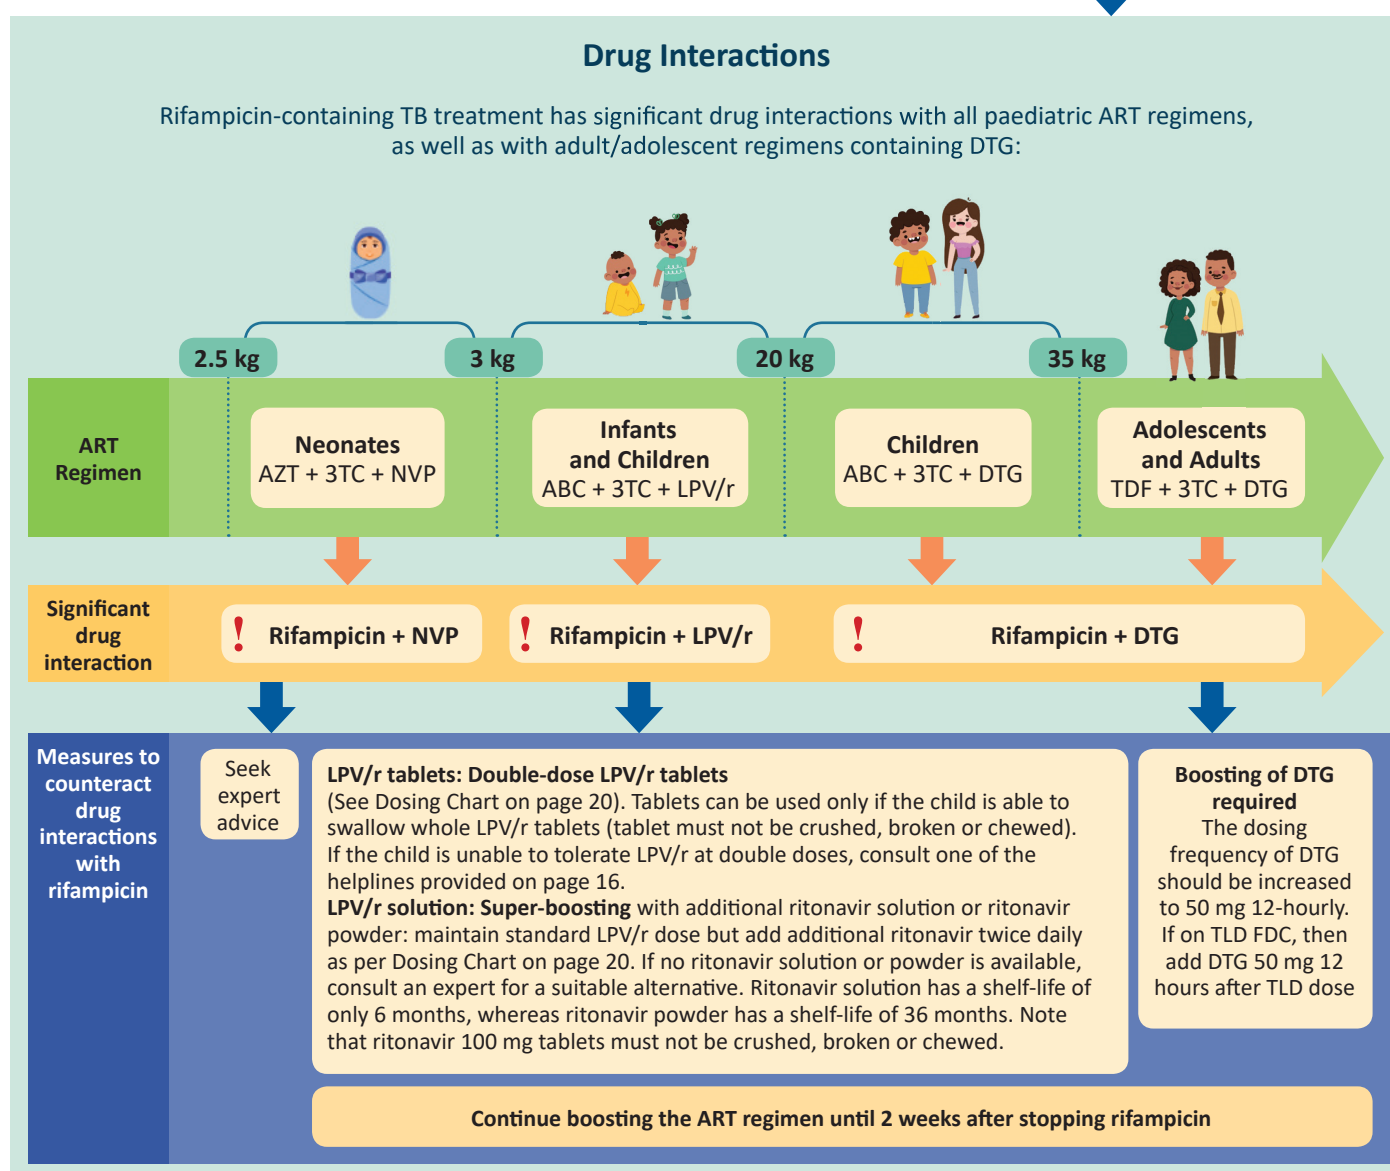 Drug Interactions
Rifampicin-containing TB treatment has significant drug interactions with all paediatric ART regimens,
as well as with adult/adolescent regimens containing DTG:
2.5 kg
3 kg
20 kg
35 kg
ART
Regimen
Neonates
AZT + 3TC + NVP
Infants
and Children
ABC + 3TC + LPV/r
Children
ABC + 3TC + DTG
Adolescents
and Adults
TDF + 3TC + DTG
Significant
drug
interaction
! Rifampicin + NVP
! Rifampicin + LPV/r
! Rifampicin + DTG
Measures to
counteract
drug
interactions
with
rifampicin
Seek
expert
advice
LPV/r tablets: Double-dose LPV/r tablets
(See Dosing Chart on page 20). Tablets can be used only if the child is able to
swallow whole LPV/r tablets (tablet must not be crushed, broken or chewed).
If the child is unable to tolerate LPV/r at double doses, consult one of the
helplines provided on page 16.
LPV/r solution: Super-boosting with additional ritonavir solution or ritonavir
powder: maintain standard LPV/r dose but add additional ritonavir twice daily
as per Dosing Chart on page 20. If no ritonavir solution or powder is available,
consult an expert for a suitable alternative. Ritonavir solution has a shelf-life of
only 6 months, whereas ritonavir powder has a shelf-life of 36 months. Note
that ritonavir 100 mg tablets must not be crushed, broken or chewed.
Boosting of DTG
required
The dosing
frequency of DTG
should be increased
to 50 mg 12-hourly.
If on TLD FDC, then
add DTG 50 mg 12
hours after TLD dose
Continue boosting the ART regimen until 2 weeks after stopping rifampicin